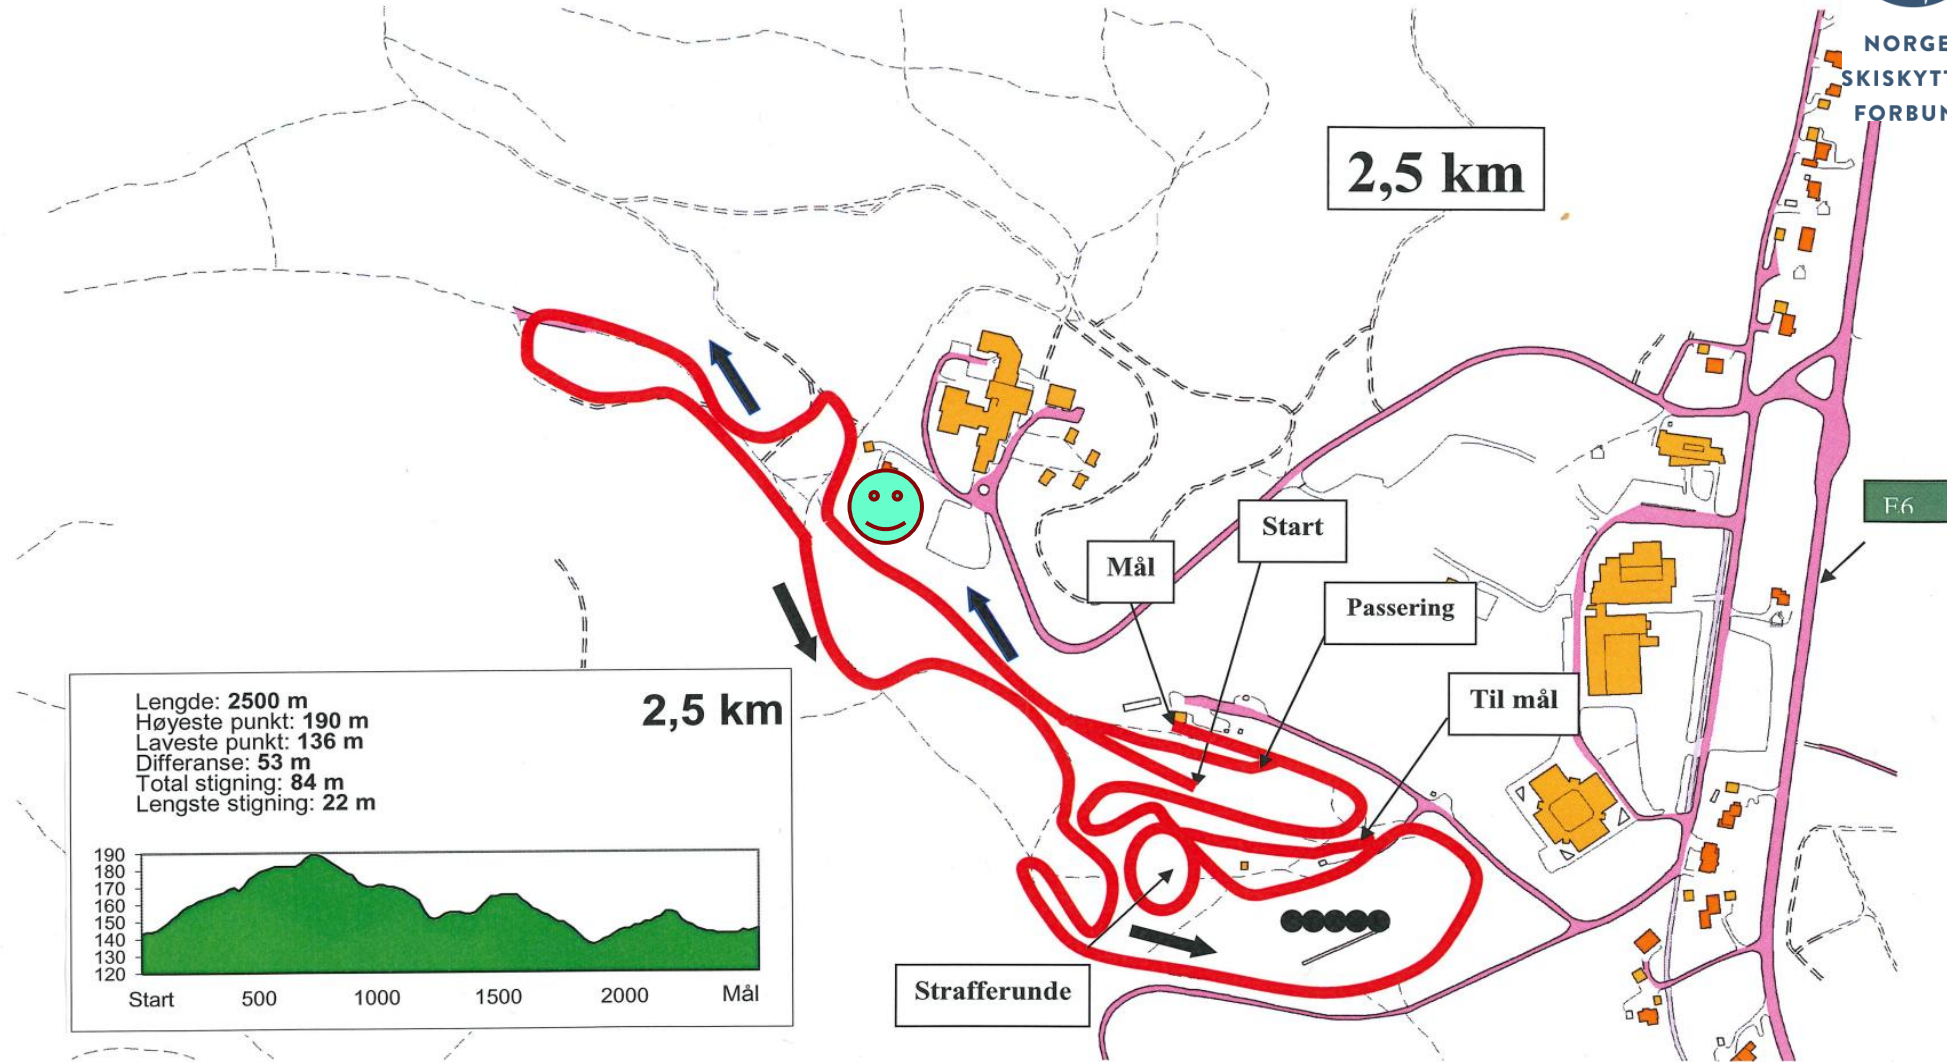 NORGE
SKISKYTT
FORBUN
2,5 km
E6
Start
Mål
Passering
Til mål
Lengde: 2500 m
Høyeste punkt: 190 m
Laveste punkt: 136 m
Differanse: 53 m
Total stigning: 84 m
Lengste stigning: 22 m
2,5 km
190
180
170
160
150
140
130
120
Start 500 1000 1500 2000 Mål
Strafferunde